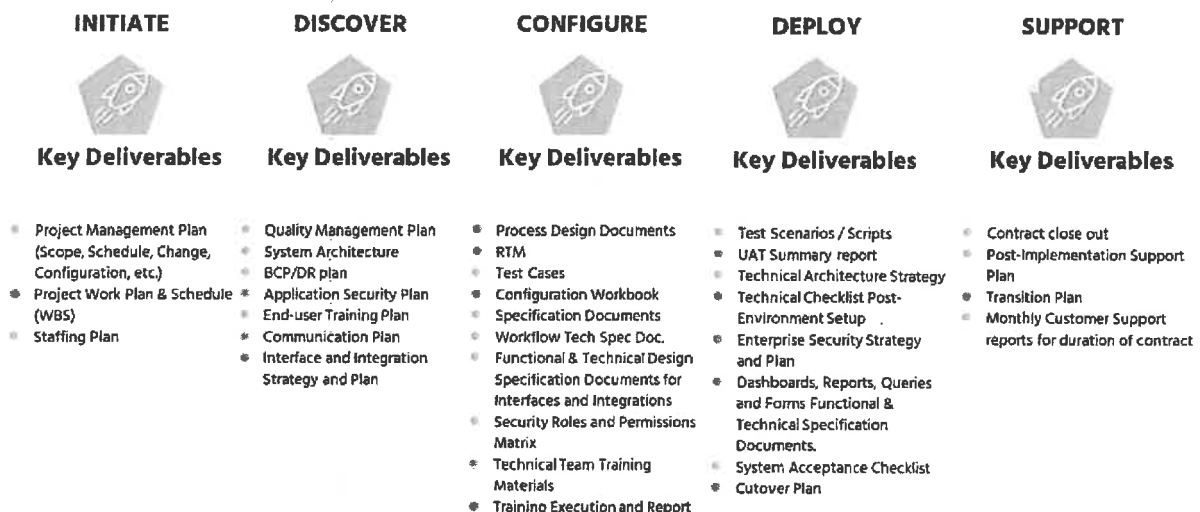 INITIATE
Key Deliverables
Project Management Plan
(Scope, Schedule, Change,
Configuration, etc.)
Project Work Plan & Schedule
(WBS)
Staffing Plan
DISCOVER
Key Deliverables
Quality Management Plan
System Architecture
BCP/DR plan
Application Security Plan
End-user Training Plan
Communication Plan
Interface and Integration
Strategy and Plan
CONFIGURE
Key Deliverables
Process Design Documents
RTM
Test Cases
Configuration Workbook
Specification Documents
Workflow Tech Spec Doc.
Functional & Technical Design
Specification Documents for
Interfaces and Integrations
Security Roles and Permissions
Matrix
Technical Team Training
Materials
Training Execution and Report
DEPLOY
Key Deliverables
Test Scenarios / Scripts
UAT Summary report
Technical Architecture Strategy
Technical Checklist Post-
Environment Setup
Enterprise Security Strategy
and Plan
Dashboards, Reports, Queries
and Forms Functional &
Technical Specification
Documents.
System Acceptance Checklist
Cutover Plan
SUPPORT
Key Deliverables
Contract close out
Post-Implementation Support
Plan
Transition Plan
Monthly Customer Support
reports for duration of contract